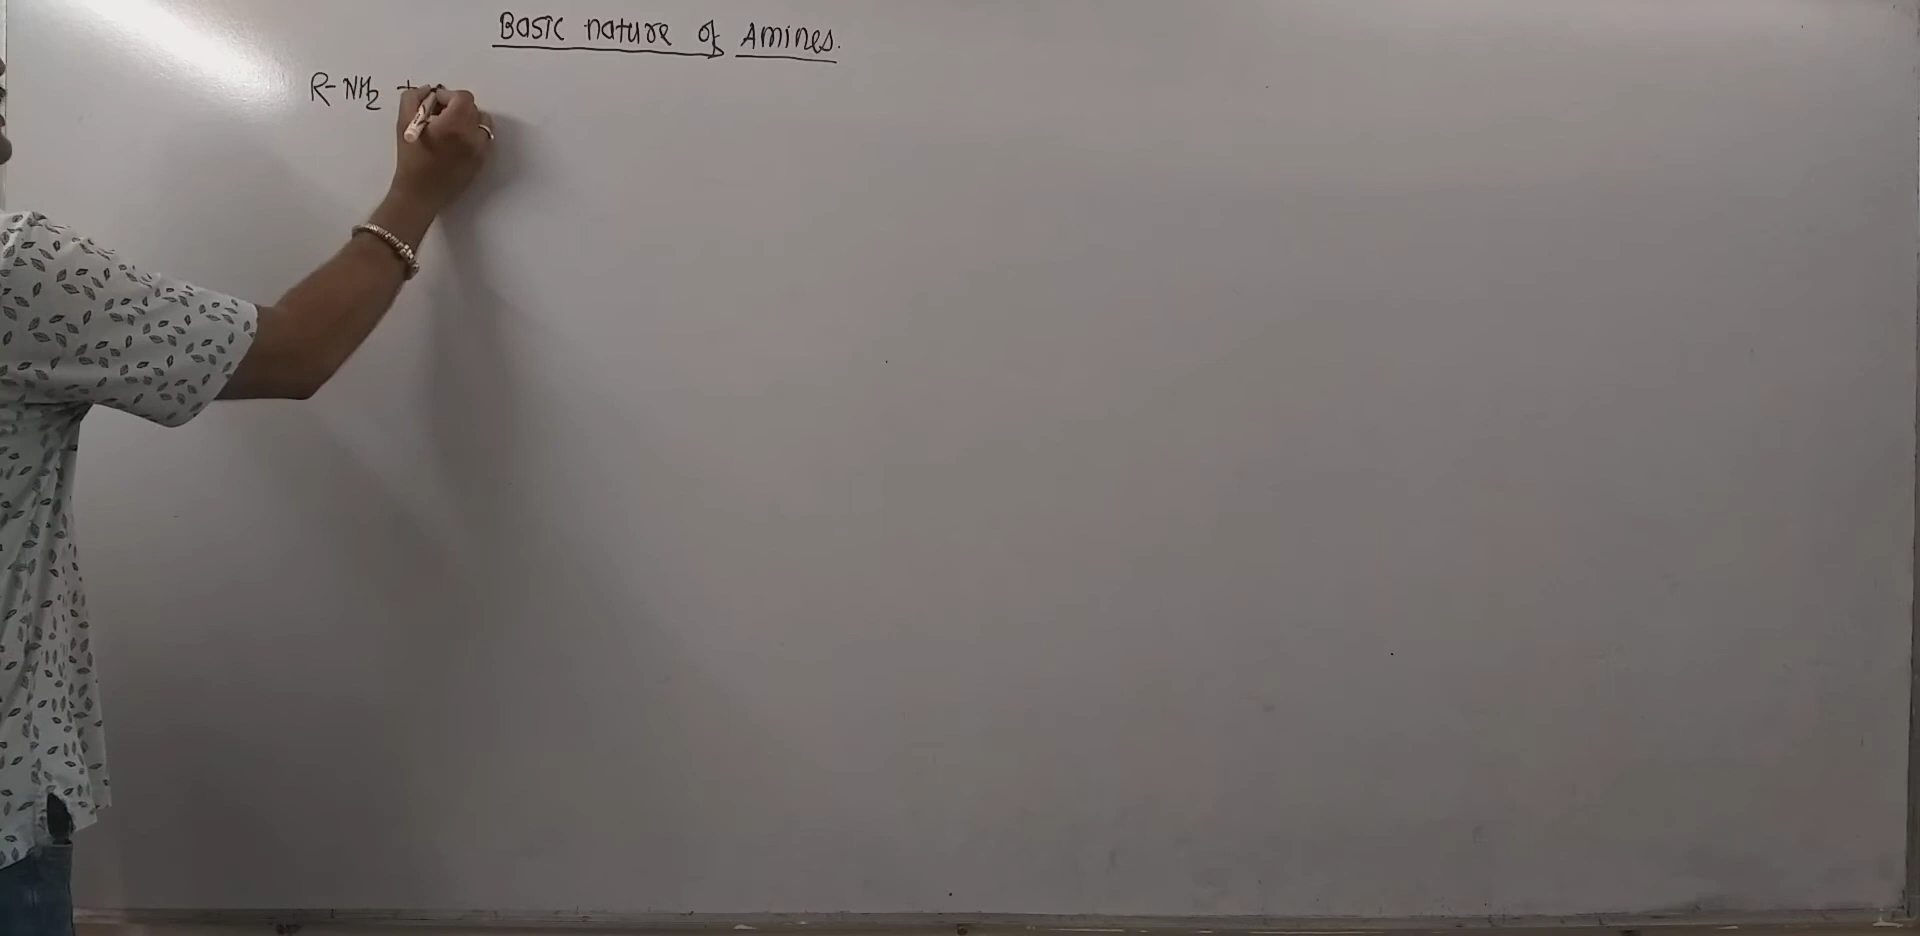 Basic nature of Amines.
R-NH₂ +